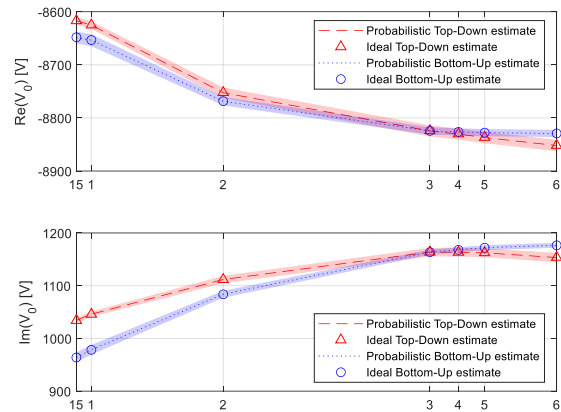 -8600
-8700
-8800
-8900
Re(V0) [V]
Probabilistic Top-Down estimate
Ideal Top-Down estimate
Probabilistic Bottom-Up estimate
Ideal Bottom-Up estimate
15 1 2 3 4 5 6
1200
1100
1000
900
Im(V0) [V]
Probabilistic Top-Down estimate
Ideal Top-Down estimate
Probabilistic Bottom-Up estimate
Ideal Bottom-Up estimate
15 1 2 3 4 5 6